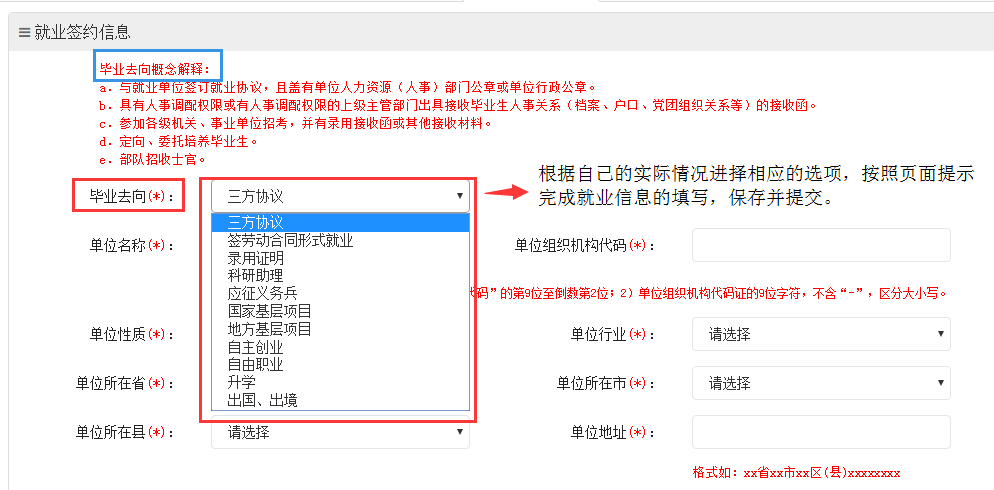 就业签约信息
毕业去向概念解释：
a. 与就业单位签订就业协议，且盖有单位人力资源（人事）部门公章或单位行政公章。
b. 具有人事调配权限或有人事调配权限的上级主管部门出具接收毕业生人事关系（档案、户口、党团组织关系等）的接收函。
c. 参加各级机关、事业单位招考，并有录用接收函或其他接收材料。
d. 定向、委托培养毕业生。
e. 部队招收士官。
毕业去向(*)： 三方协议
根据自己的实际情况进择相应的选项，按照页面提示
完成就业信息的填写，保存并提交。
三方协议
签劳动合同形式就业
录用证明
科研助理
应征义务兵
国家基层项目
地方基层项目
自主创业
自由职业
升学
出国、出境
单位名称(*)： 单位组织机构代码(*)：
代码”的第9位至倒数第2位；2）单位组织机构代码证的9位字符，不含“-”，区分大小写。
单位性质(*)： 单位行业(*)： 请选择
单位所在省(*)： 单位所在市(*)： 请选择
单位所在县(*)： 请选择 单位地址(*)：
格式如：xx省xx市xx区(县)xxxxxxxx